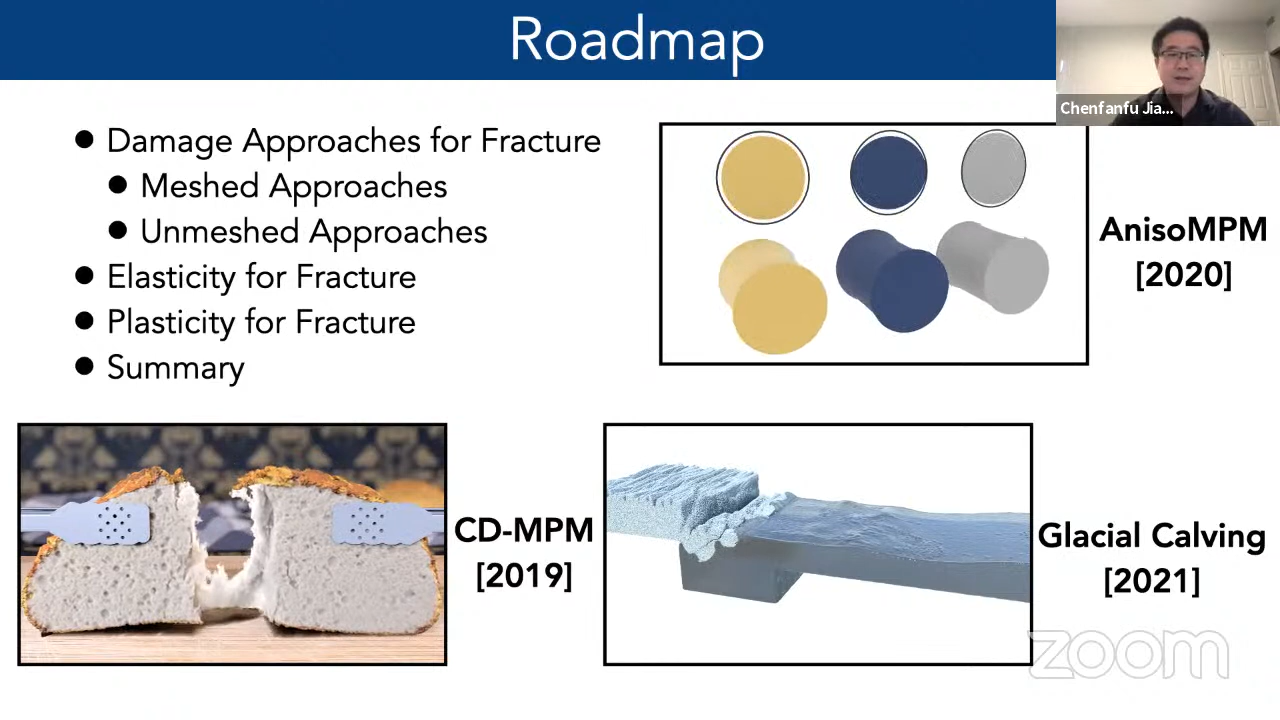 Roadmap
Chenfanfu Jia...
● Damage Approaches for Fracture
● Meshed Approaches
● Unmeshed Approaches
● Elasticity for Fracture
● Plasticity for Fracture
● Summary
AnisoMPM
[2020]
CD-MPM
[2019]
Glacial Calving
[2021]
zoom